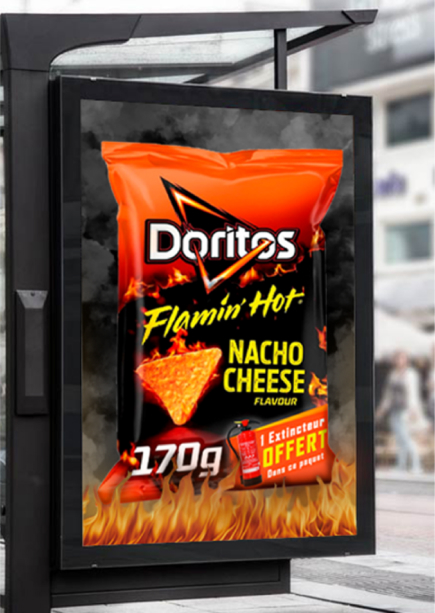 Doritos
Flamin' Hot
NACHO
CHEESE
FLAVOUR
170g
1 Extincteur
OFFERT
Dans ce paquet